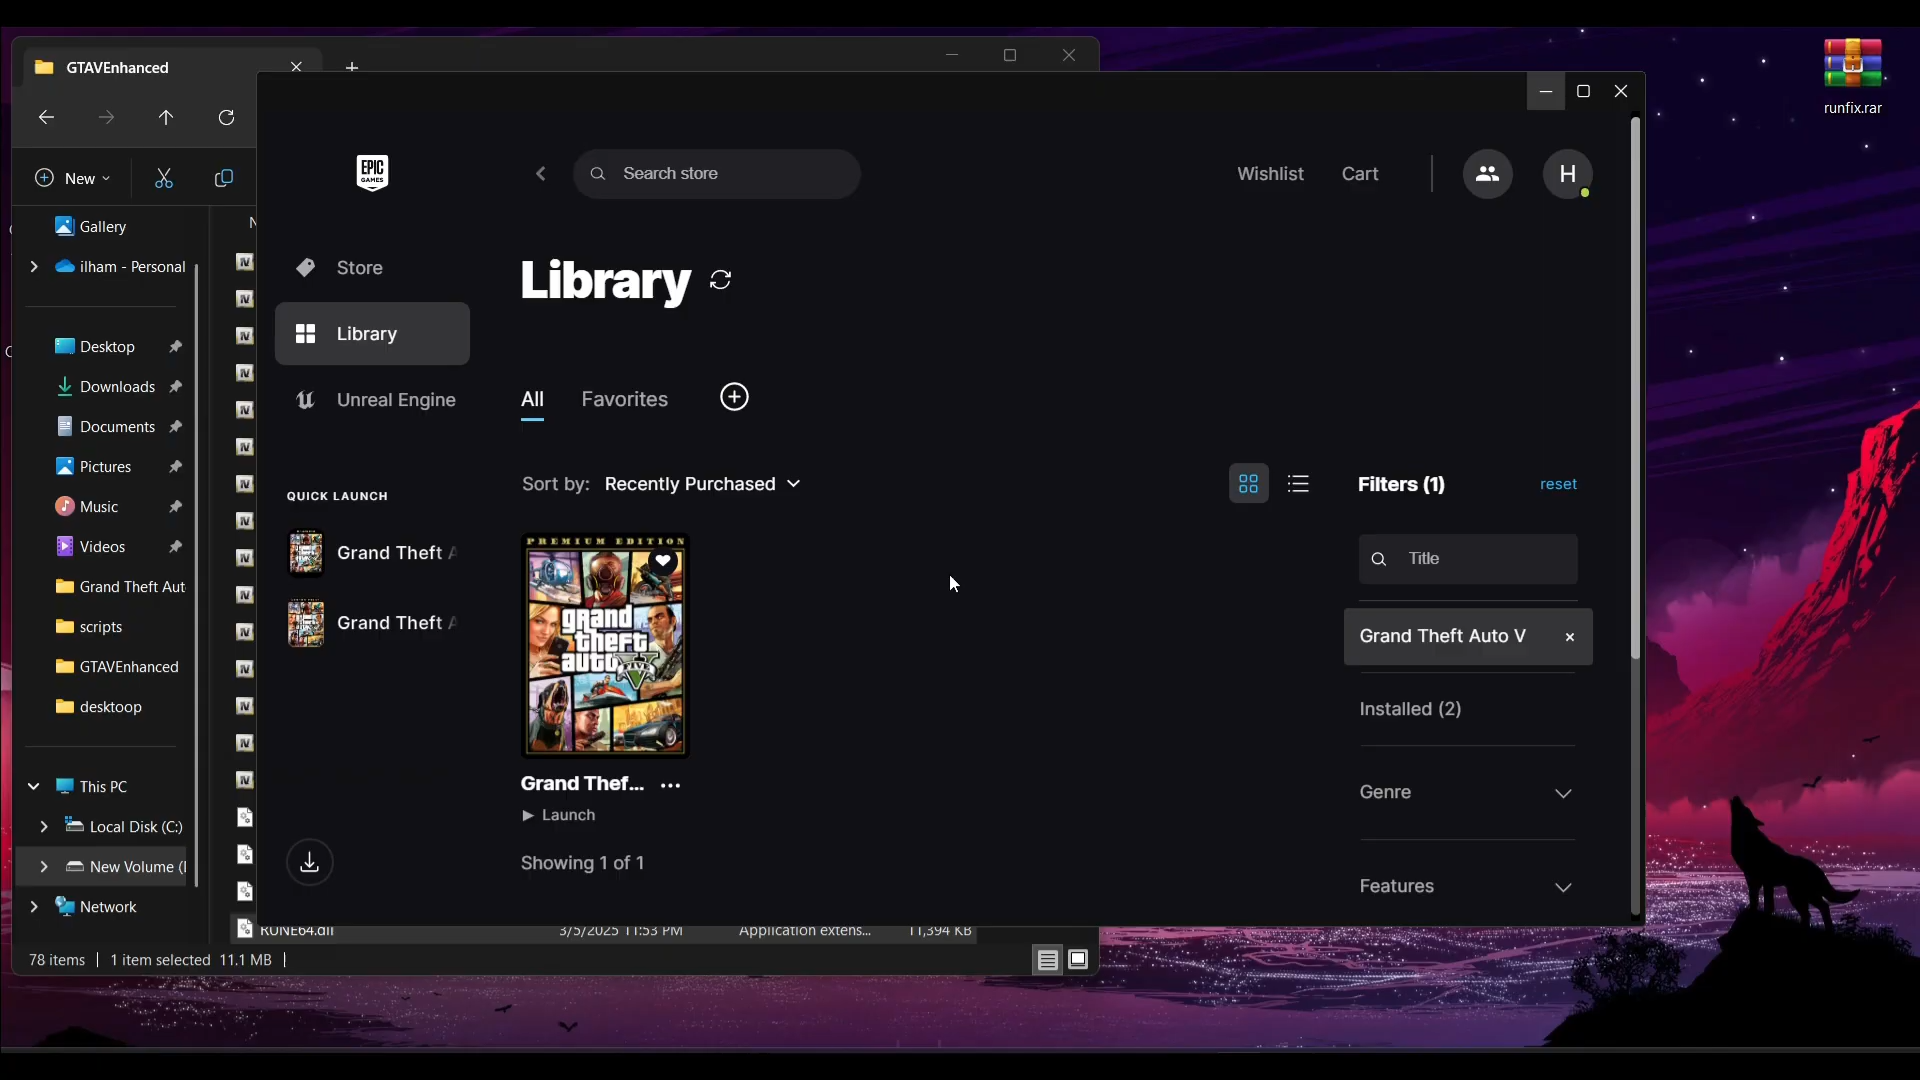 GTAVEnhanced
runfix.rar
New
Gallery
ilham - Personal
Desktop
Downloads
Documents
Pictures
Music
Videos
Grand Theft Aut
scripts
GTAVEnhanced
desktoop
This PC
Local Disk (C:)
New Volume (
Network
78 items
1 item selected 11.1 MB
RUNE64.dll
3/5/2025 11:53 PM
Application extens...
11,394 KB
EPIC
GAMES
Search store
Wishlist
Cart
H
Store
Library
Unreal Engine
QUICK LAUNCH
Grand Theft A
Grand Theft A
Library
All
Favorites
Sort by: Recently Purchased
PREMIUM EDITION
grand
theft
auto
FIVE
Grand Thef...
Launch
Showing 1 of 1
Filters (1)
reset
Title
Grand Theft Auto V
Installed (2)
Genre
Features